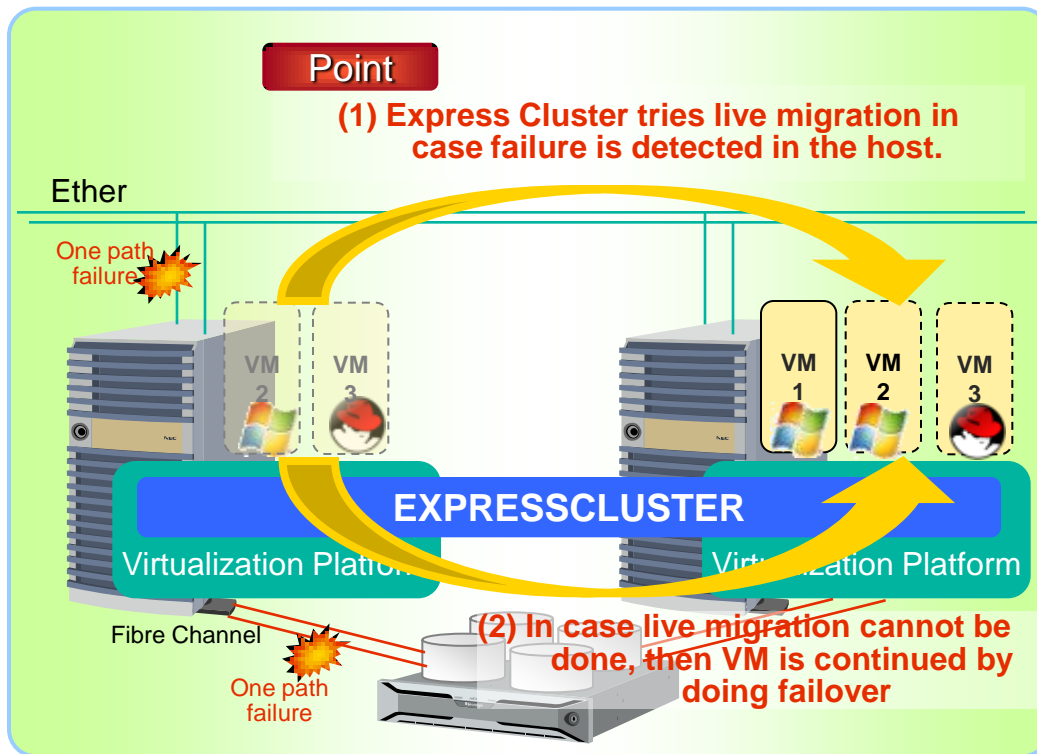 Point
(1) Express Cluster tries live migration in
case failure is detected in the host.
Ether
One path
failure
VM
2
VM
3
VM
1
VM
2
VM
3
NEC
EXPRESSCLUSTER
Virtualization Platform
Virtualization Platform
Fibre Channel
One path
failure
(2) In case live migration cannot be
done, then VM is continued by
doing failover